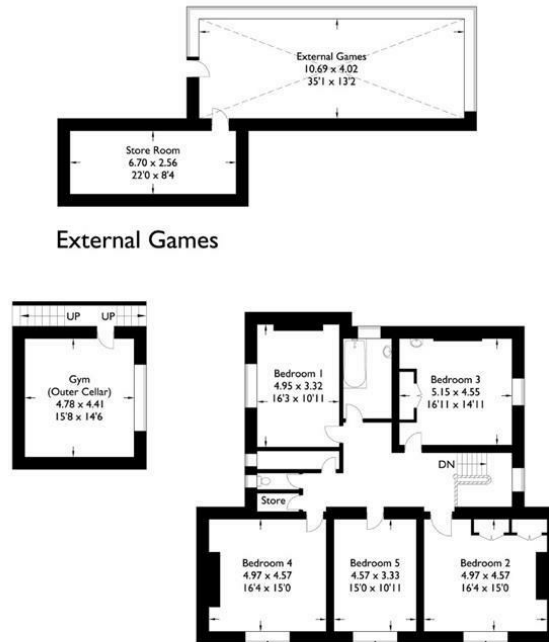 External Games
10.69 x 4.02
35'1 x 13'2
Store Room
6.70 x 2.56
22'0 x 8'4
External Games
UP UP
Gym
(Outer Cellar)
4.78 x 4.41
15'8 x 14'6
Bedroom 1
4.95 x 3.32
16'3 x 10'11
Bedroom 3
5.15 x 4.55
16'11 x 14'11
DN
Store
Bedroom 4
4.97 x 4.57
16'4 x 15'0
Bedroom 5
4.57 x 3.33
15'0 x 10'11
Bedroom 2
4.97 x 4.57
16'4 x 15'0